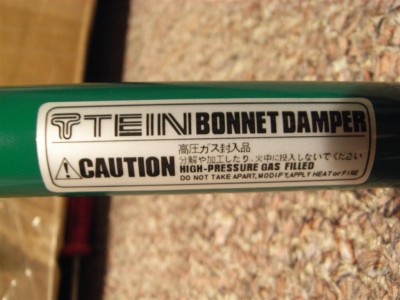 TEIN BONNET DAMPER
高圧ガス封入品
分解や加工したり、火中に投入しないでください
CAUTION HIGH-PRESSURE GAS FILLED
DO NOT TAKE APART, MODIFY, APPLY HEAT or FIRE